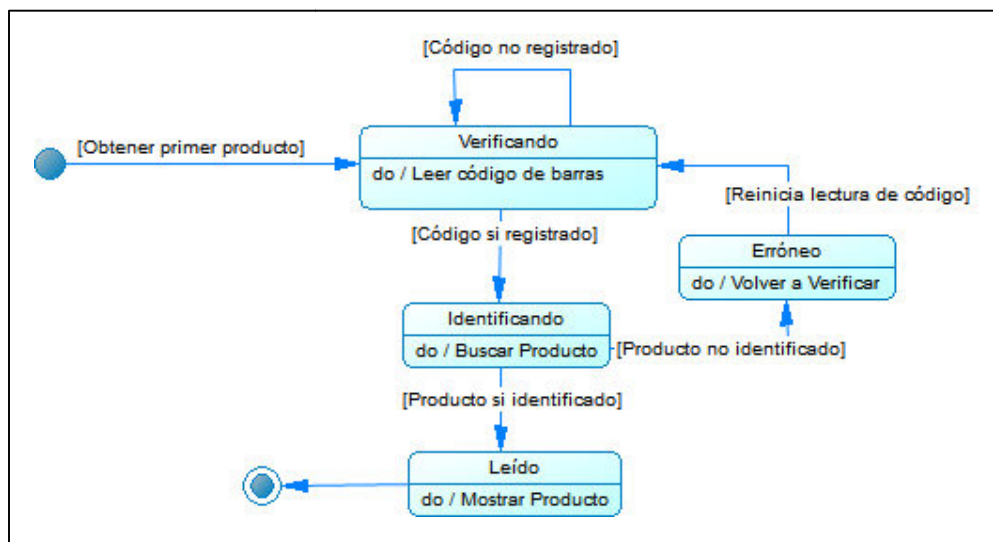 [Código no registrado]
[Obtener primer producto]
Verificando
do / Leer código de barras
[Reinicia lectura de código]
[Código si registrado]
Erróneo
do / Volver a Verificar
Identificando
do / Buscar Producto
[Producto no identificado]
[Producto si identificado]
Leído
do / Mostrar Producto